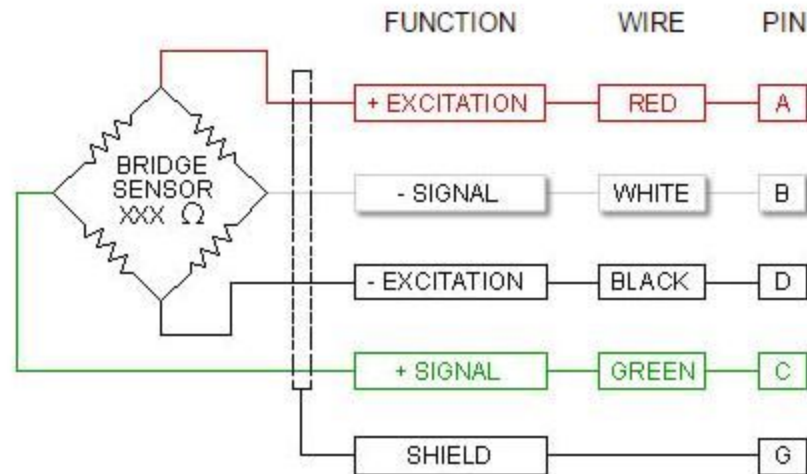 FUNCTION WIRE PIN
+ EXCITATION RED A
BRIDGE
SENSOR
XXX Ω
- SIGNAL WHITE B
- EXCITATION BLACK D
+ SIGNAL GREEN C
SHIELD G